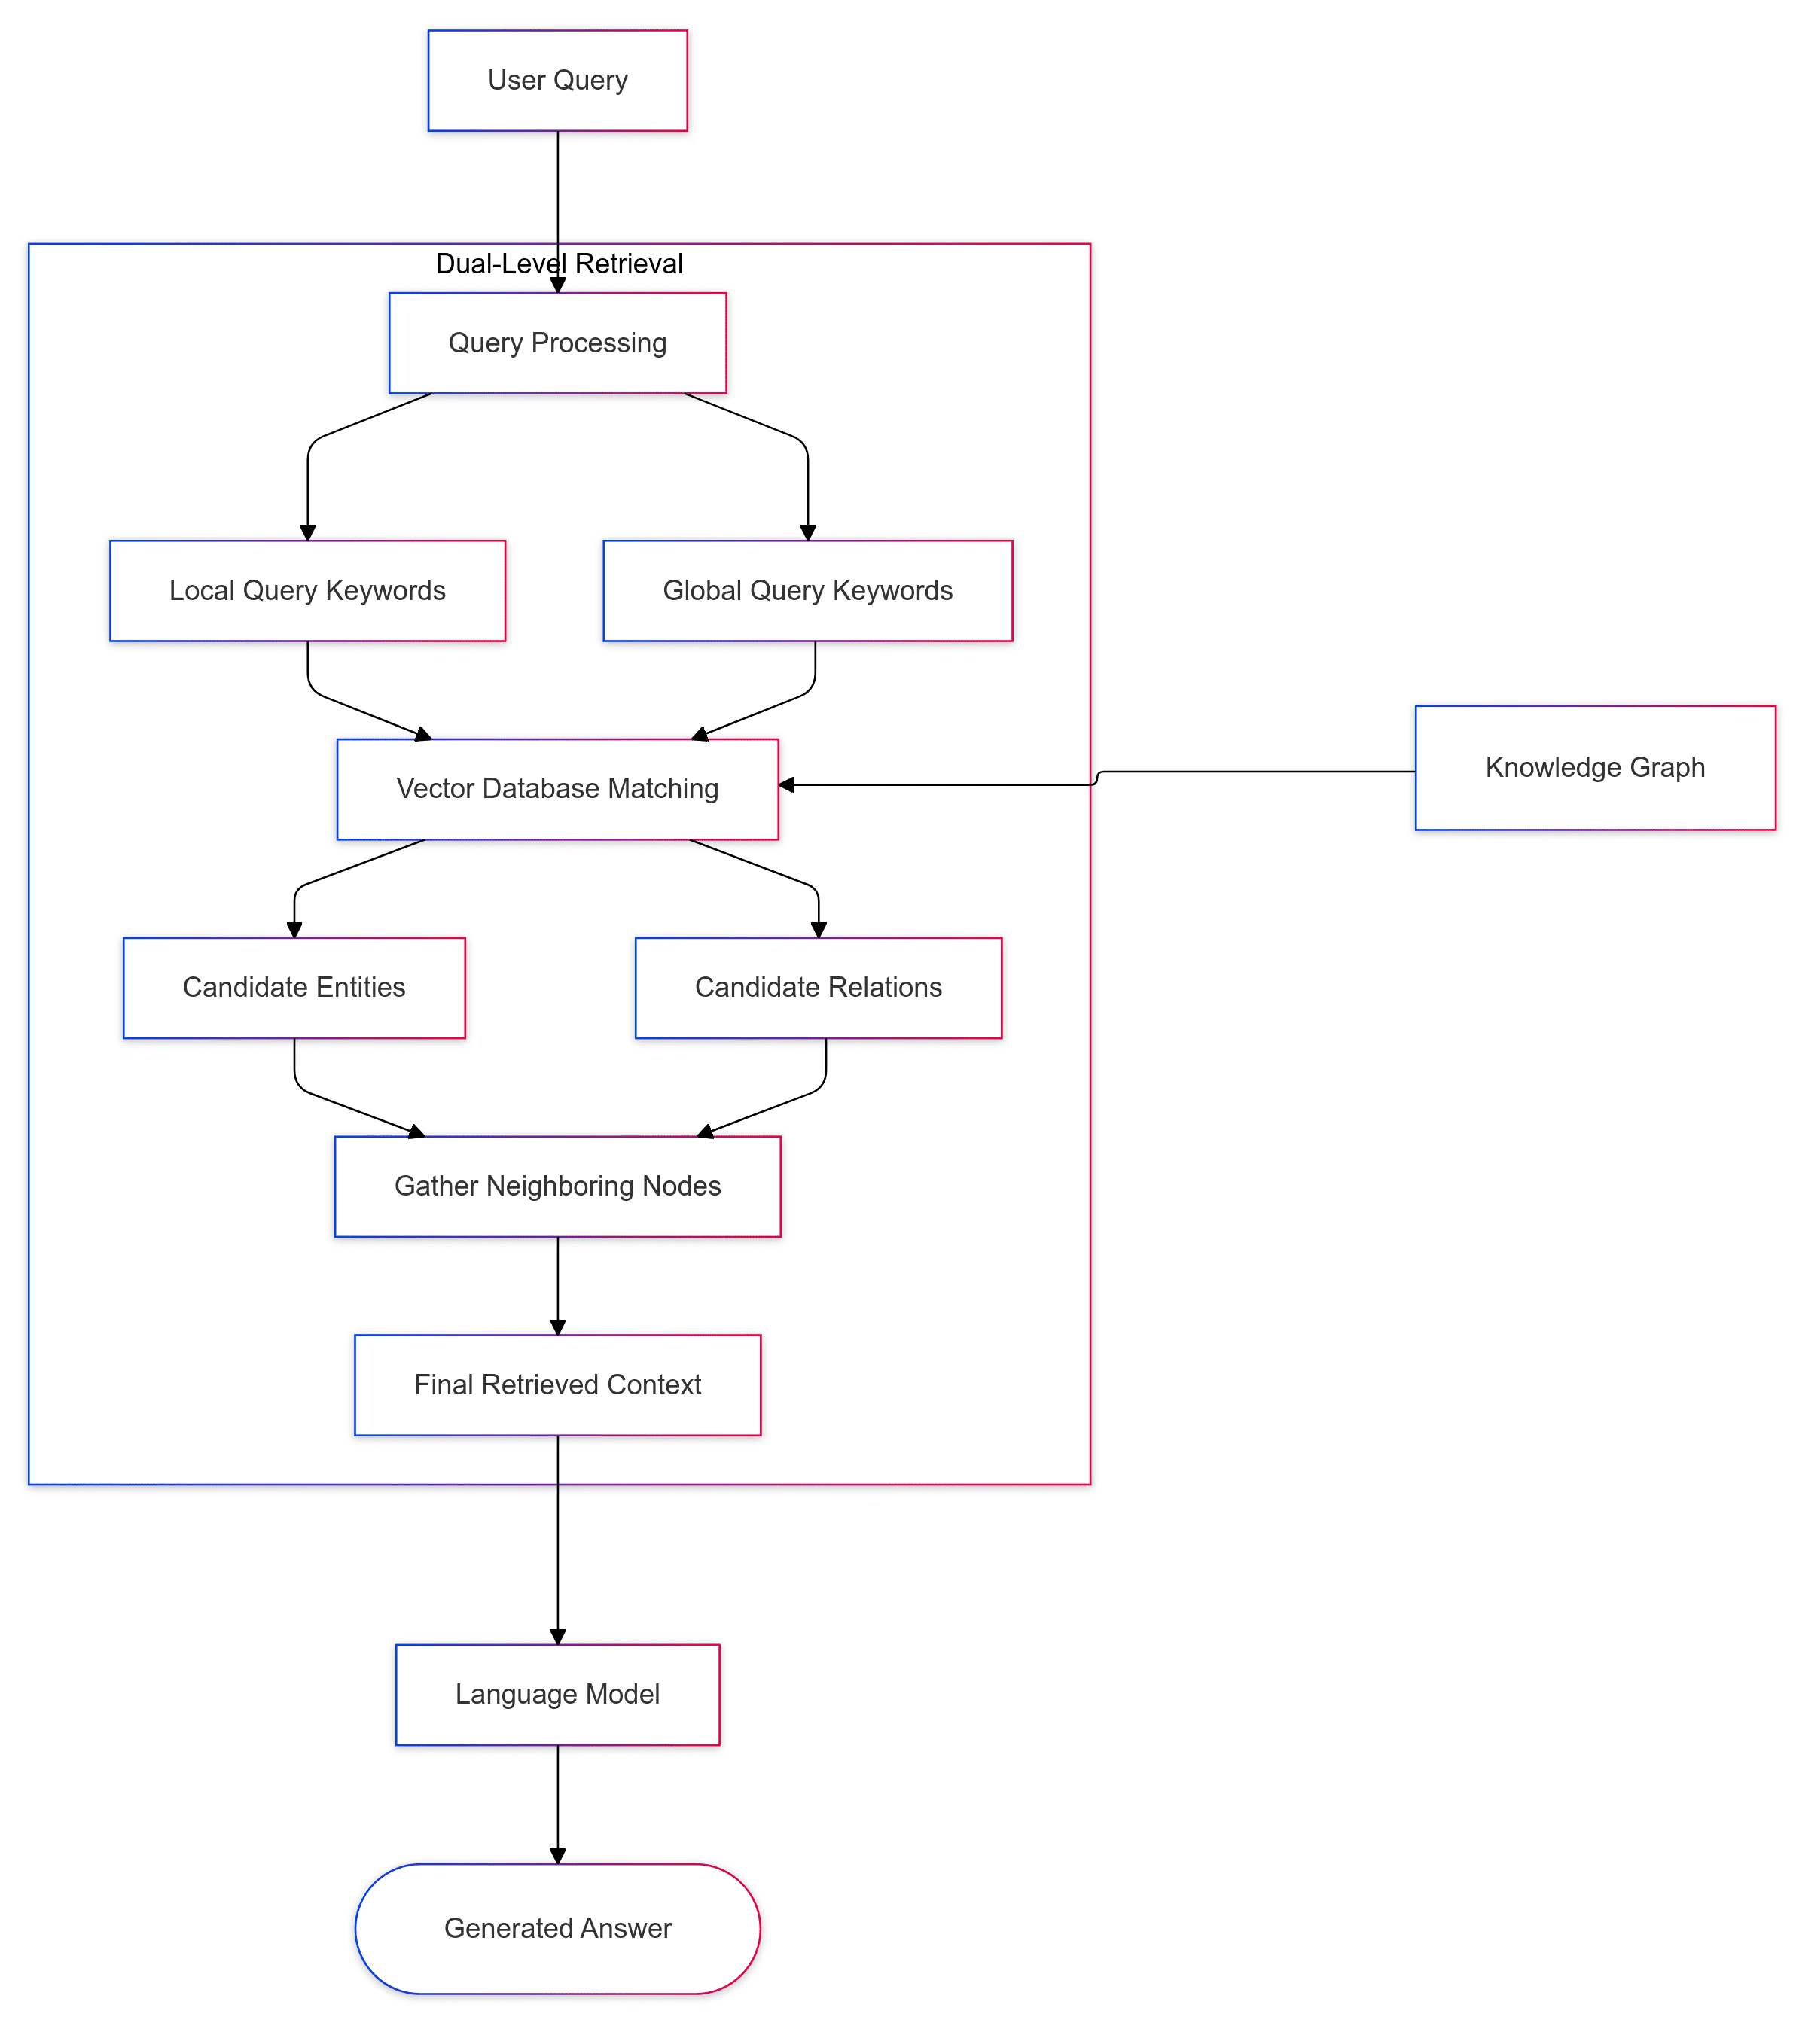 User Query
Dual-Level Retrieval
Query Processing
Local Query Keywords
Global Query Keywords
Vector Database Matching
Knowledge Graph
Candidate Entities
Candidate Relations
Gather Neighboring Nodes
Final Retrieved Context
Language Model
Generated Answer